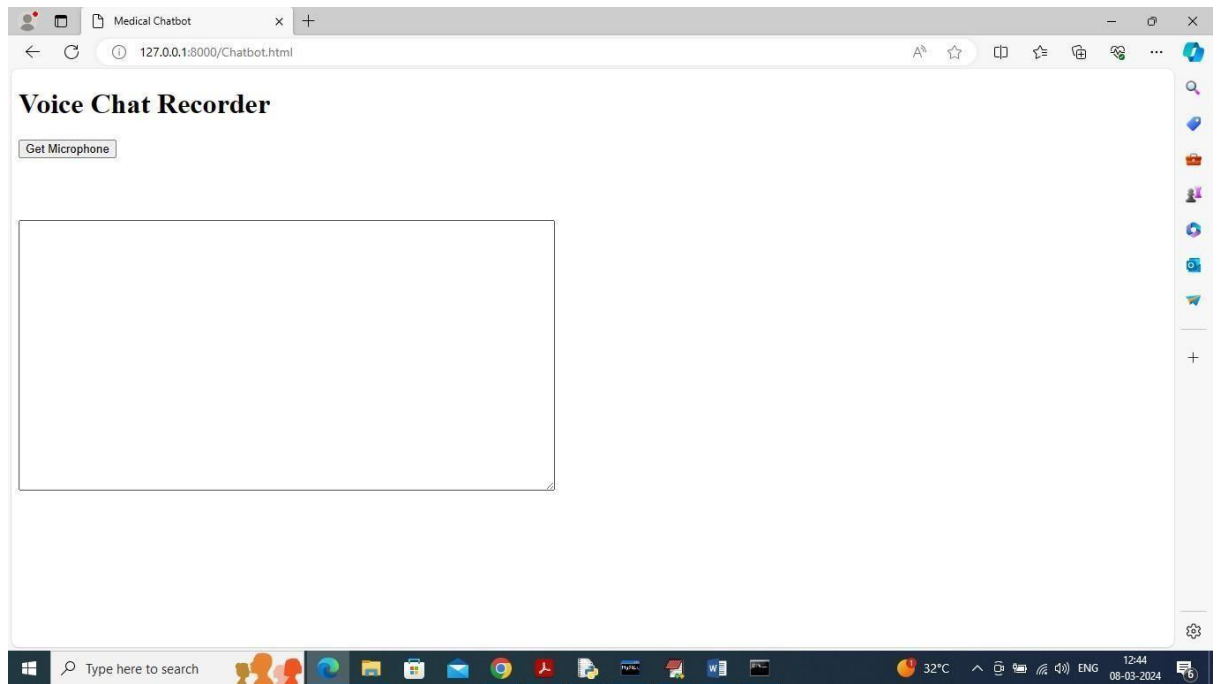 Medical Chatbot
127.0.0.1:8000/Chatbot.html
Voice Chat Recorder
Get Microphone
Type here to search
32°C
ENG
12:44
08-03-2024
6